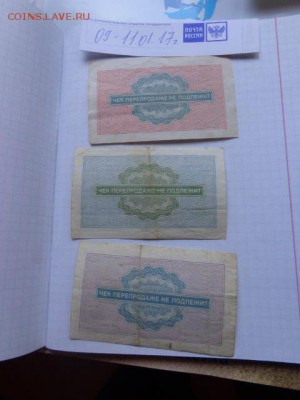 COINS.LAVE.RU
09-11 01 17г
ПОЧТА
РОССИИ
ЧЕК ПЕРЕПРОДАЖЕ НЕ ПОДЛЕЖИТ
ЧЕК ПЕРЕПРОДАЖЕ НЕ ПОДЛЕЖИТ
ЧЕК ПЕРЕПРОДАЖЕ НЕ ПОДЛЕЖИТ